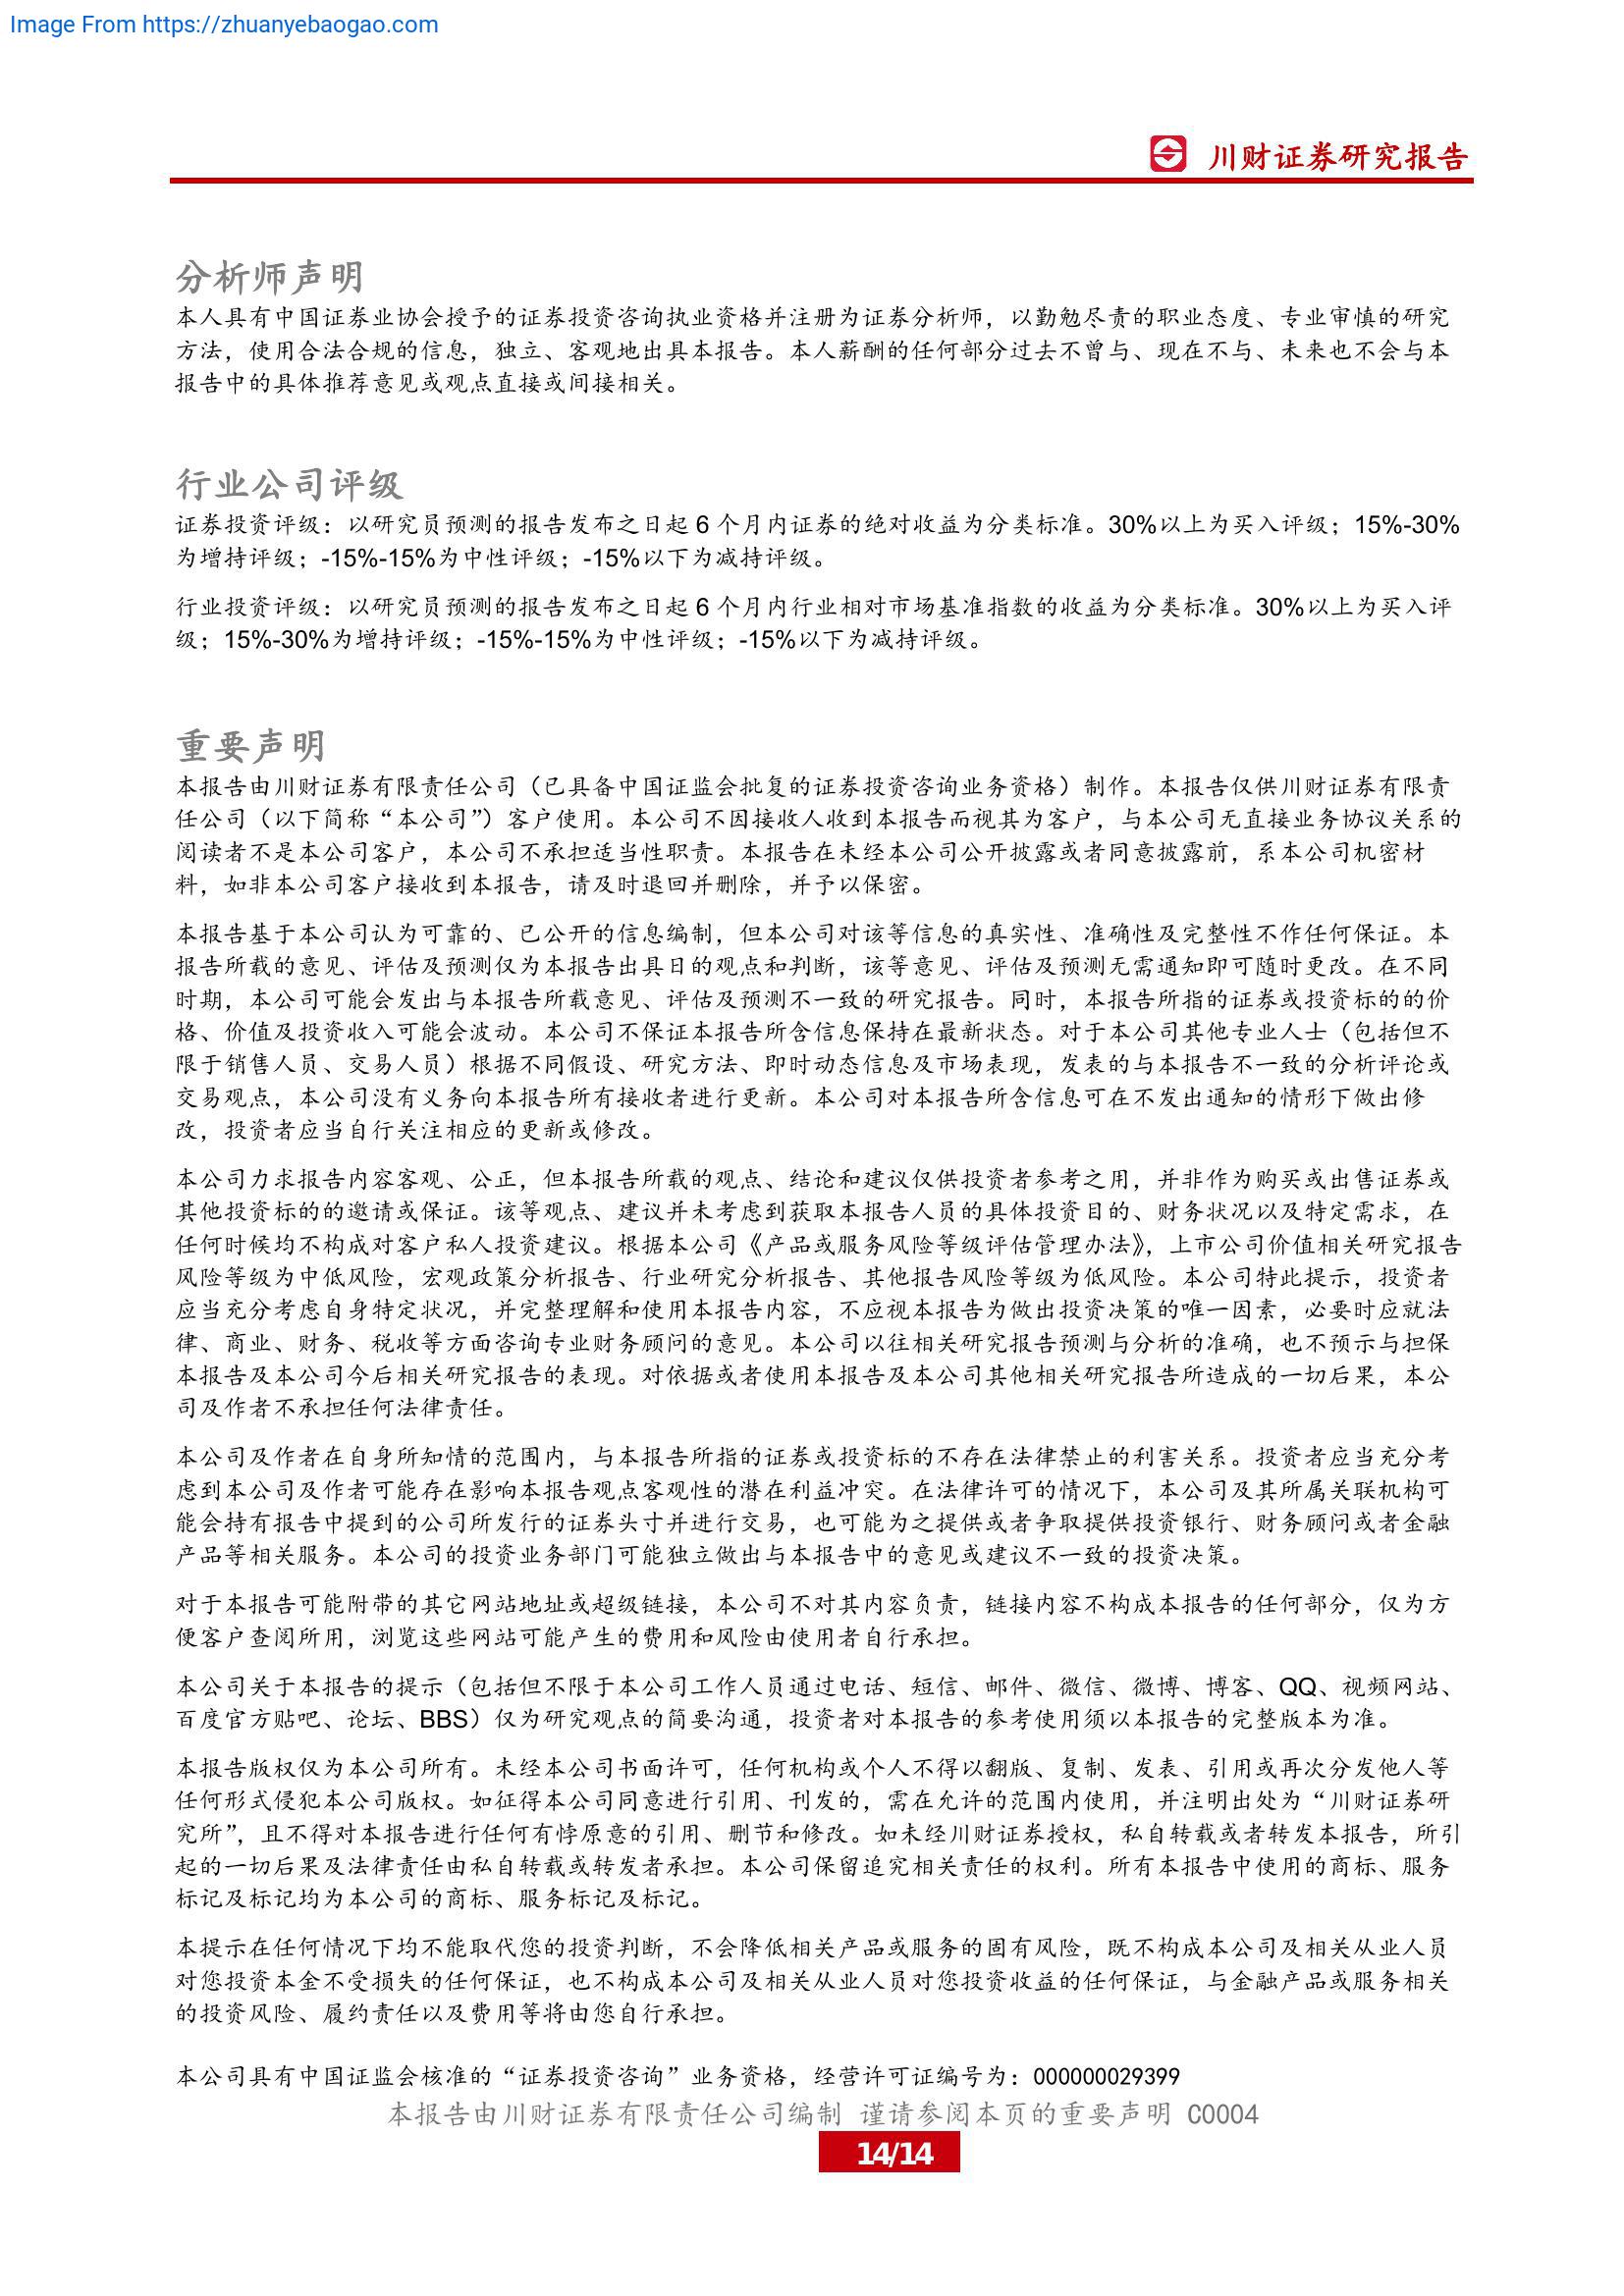 Image From https://zhuanyebaogao.com
川财证券研究报告
分析师声明
本人具有中国证券业协会授予的证券投资咨询执业资格并注册为证券分析师，以勤勉尽责的职业态度、专业审慎的研究
方法，使用合法合规的信息，独立、客观地出具本报告。本人薪酬的任何部分过去不曾与、现在不与、未来也不会与本
报告中的具体推荐意见或观点直接或间接相关。
行业公司评级
证券投资评级：以研究员预测的报告发布之日起 6 个月内证券的绝对收益为分类标准。30%以上为买入评级；15%-30%
为增持评级；-15%-15%为中性评级；-15%以下为减持评级。
行业投资评级：以研究员预测的报告发布之日起 6 个月内行业相对市场基准指数的收益为分类标准。30%以上为买入评
级；15%-30%为增持评级；-15%-15%为中性评级；-15%以下为减持评级。
重要声明
本报告由川财证券有限责任公司（已具备中国证监会批复的证券投资咨询业务资格）制作。本报告仅供川财证券有限责
任公司（以下简称“本公司”）客户使用。本公司不因接收人收到本报告而视其为客户，与本公司无直接业务协议关系的
阅读者不是本公司客户，本公司不承担适当性职责。本报告在未经本公司公开披露或者同意披露前，系本公司机密材
料，如非本公司客户接收到本报告，请及时退回并删除，并予以保密。
本报告基于本公司认为可靠的、已公开的信息编制，但本公司对该等信息的真实性、准确性及完整性不作任何保证。本
报告所载的意见、评估及预测仅为本报告出具日的观点和判断，该等意见、评估及预测无需通知即可随时更改。在不同
时期，本公司可能会发出与本报告所载意见、评估及预测不一致的研究报告。同时，本报告所指的证券或投资标的的价
格、价值及投资收入可能会波动。本公司不保证本报告所含信息保持在最新状态。对于本公司其他专业人士（包括但不
限于销售人员、交易人员）根据不同假设、研究方法、即时动态信息及市场表现，发表的与本报告不一致的分析评论或
交易观点，本公司没有义务向本报告所有接收者进行更新。本公司对本报告所含信息可在不发出通知的情形下做出修
改，投资者应当自行关注相应的更新或修改。
本公司力求报告内容客观、公正，但本报告所载的观点、结论和建议仅供投资者参考之用，并非作为购买或出售证券或
其他投资标的的邀请或保证。该等观点、建议并未考虑到获取本报告人员的具体投资目的、财务状况以及特定需求，在
任何时候均不构成对客户私人投资建议。根据本公司《产品或服务风险等级评估管理办法》，上市公司价值相关研究报告
风险等级为中低风险，宏观政策分析报告、行业研究分析报告、其他报告风险等级为低风险。本公司特此提示，投资者
应当充分考虑自身特定状况，并完整理解和使用本报告内容，不应视本报告为做出投资决策的唯一因素，必要时应就法
律、商业、财务、税收等方面咨询专业财务顾问的意见。本公司以往相关研究报告预测与分析的准确，也不预示与担保
本报告及本公司今后相关研究报告的表现。对依据或者使用本报告及本公司其他相关研究报告所造成的一切后果，本公
司及作者不承担任何法律责任。
本公司及作者在自身所知情的范围内，与本报告所指的证券或投资标的不存在法律禁止的利害关系。投资者应当充分考
虑到本公司及作者可能存在影响本报告观点客观性的潜在利益冲突。在法律许可的情况下，本公司及其所属关联机构可
能会持有报告中提到的公司所发行的证券头寸并进行交易，也可能为之提供或者争取提供投资银行、财务顾问或者金融
产品等相关服务。本公司的投资业务部门可能独立做出与本报告中的意见或建议不一致的投资决策。
对于本报告可能附带的其它网站地址或超级链接，本公司不对其内容负责，链接内容不构成本报告的任何部分，仅为方
便客户查阅所用，浏览这些网站可能产生的费用和风险由使用者自行承担。
本公司关于本报告的提示（包括但不限于本公司工作人员通过电话、短信、邮件、微信、微博、博客、QQ、视频网站、
百度官方贴吧、论坛、BBS）仅为研究观点的简要沟通，投资者对本报告的参考使用须以本报告的完整版本为准。
本报告版权仅为本公司所有。未经本公司书面许可，任何机构或个人不得以翻版、复制、发表、引用或再次分发他人等
任何形式侵犯本公司版权。如征得本公司同意进行引用、刊发的，需在允许的范围内使用，并注明出处为“川财证券研
究所”，且不得对本报告进行任何有悖原意的引用、删节和修改。如未经川财证券授权，私自转载或者转发本报告，所引
起的一切后果及法律责任由私自转载或转发者承担。本公司保留追究相关责任的权利。所有本报告中使用的商标、服务
标记及标记均为本公司的商标、服务标记及标记。
本提示在任何情况下均不能取代您的投资判断，不会降低相关产品或服务的固有风险，既不构成本公司及相关从业人员
对您投资本金不受损失的任何保证，也不构成本公司及相关从业人员对您投资收益的任何保证，与金融产品或服务相关
的投资风险、履约责任以及费用等将由您自行承担。
本公司具有中国证监会核准的“证券投资咨询”业务资格，经营许可证编号为：000000029399
本报告由川财证券有限责任公司编制 谨请参阅本页的重要声明 C0004
14/14